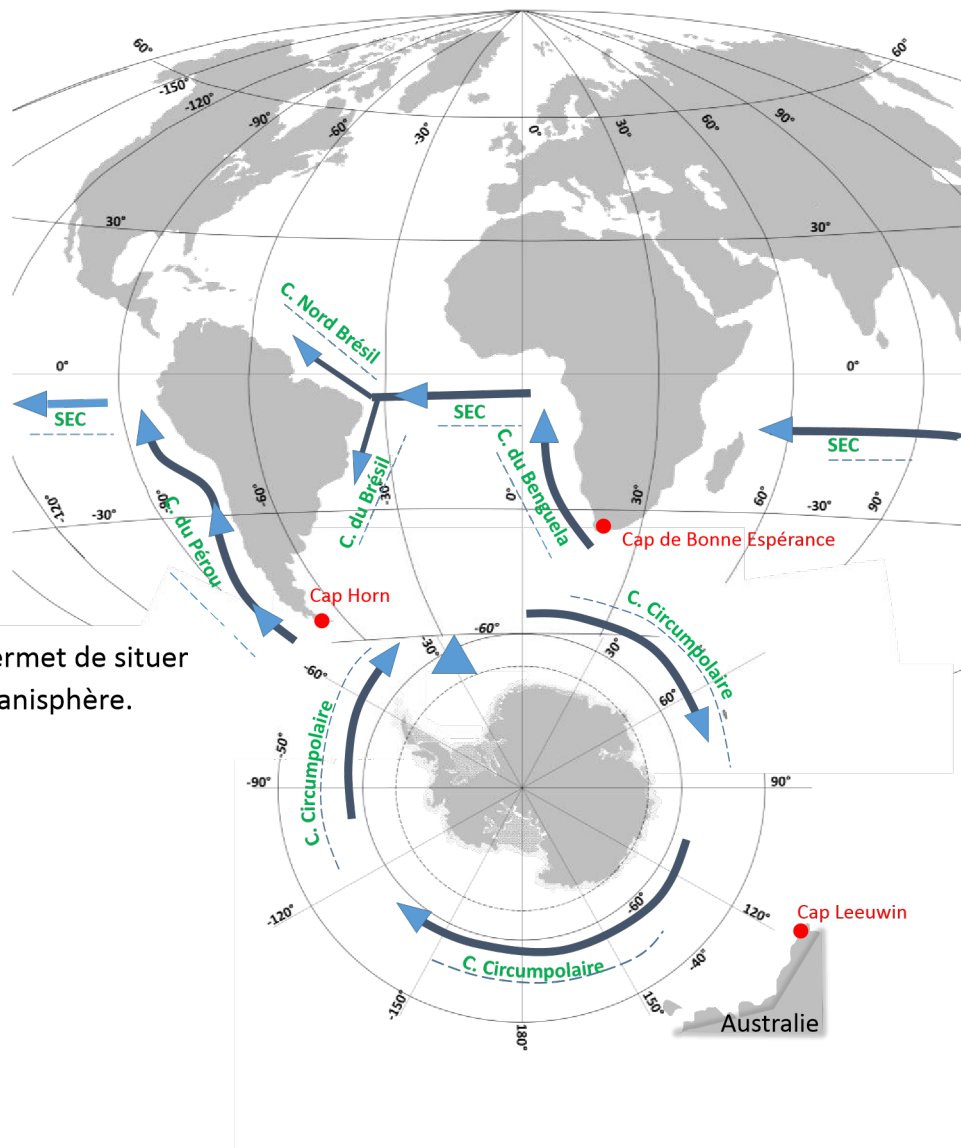 60°
60°
-150°
-120°
-90°
-60°
-30°
0°
30°
60°
90°
30°
30°
C. Nord Brésil
0°
0°
SEC
SEC
SEC
C. du Brésil
C. du Benguela
C. du Pérou
-120°
-30°
-90°
-60°
-30°
0°
30°
60°
-30°
90°
Cap de Bonne Espérance
Cap Horn
C. Circumpolaire
-60°
-30°
30°
ermet de situer
-60°
60°
anisphère.
C. Circumpolaire
-50°
-90°
90°
-120°
-60°
120°
Cap Leeuwin
-40°
C. Circumpolaire
-150°
150°
Australie
180°